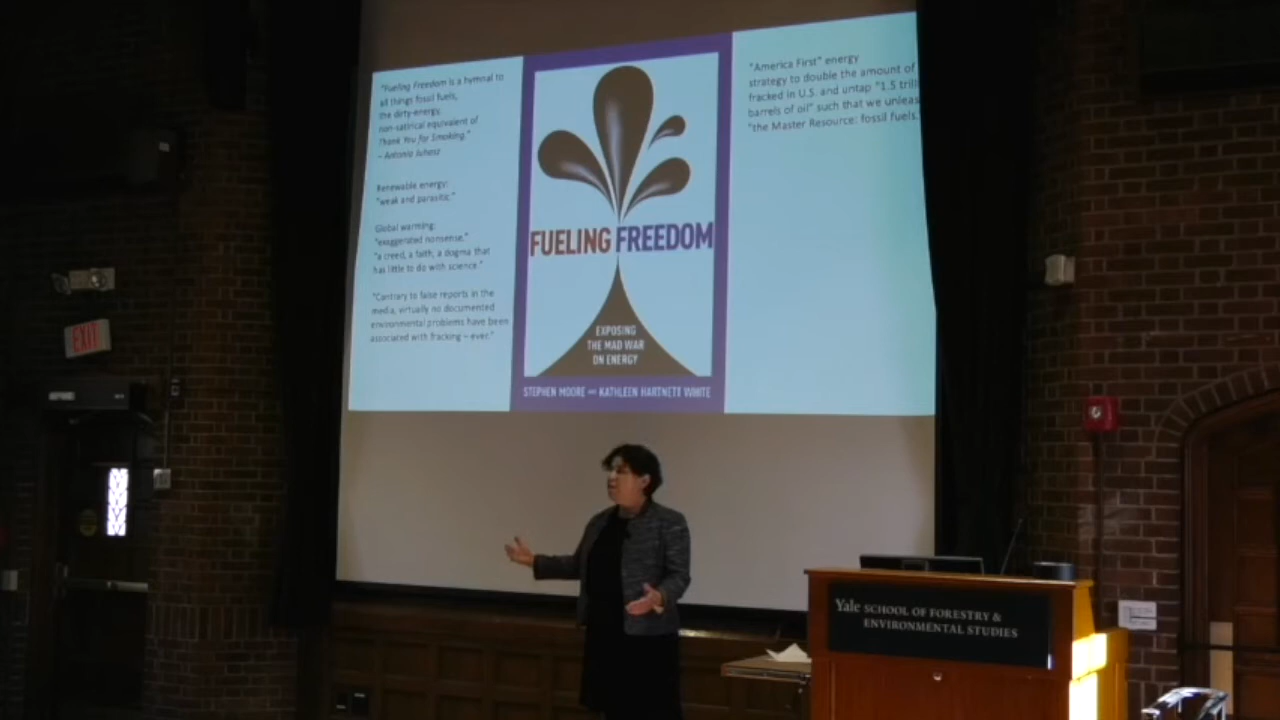 "Fueling Freedom is a hymnal to
all things fossil fuels,
the dirty-energy,
non-satirical equivalent of
Thank You for Smoking."
– Antonia Juhasz
Renewable energy:
"weak and parasitic."
Global warming:
"exaggerated nonsense,"
"a creed, a faith, a dogma that
has little to do with science."
"Contrary to false reports in the
media, virtually no documented
environmental problems have been
associated with fracking – ever."
FUELING FREEDOM
EXPOSING
THE MAD WAR
ON ENERGY
STEPHEN MOORE AND KATHLEEN HARTNETT WHITE
"America First" energy
strategy to double the amount of
fracked in U.S. and untap "1.5 trill
barrels of oil" such that we unleas
"the Master Resource: fossil fuels.
EXIT
Yale SCHOOL OF FORESTRY &
ENVIRONMENTAL STUDIES